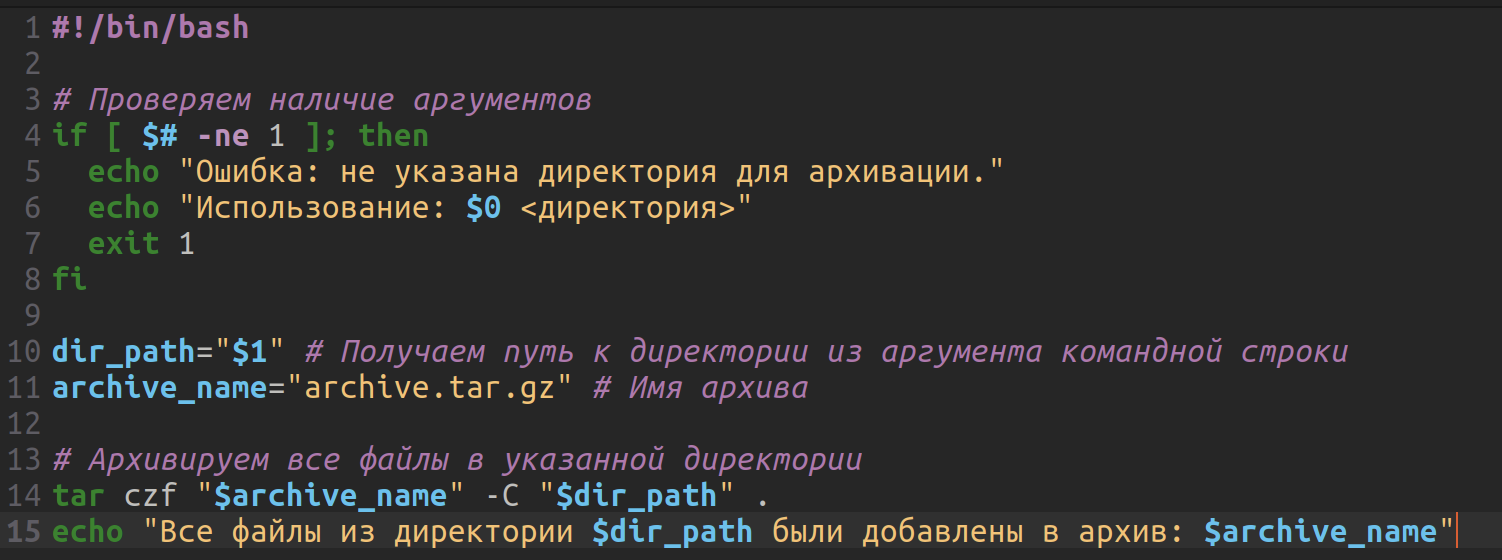 1 #!/bin/bash
2
3 # Проверяем наличие аргументов
4 if [ $# -ne 1 ]; then
5   echo "Ошибка: не указана директория для архивации."
6   echo "Использование: $0 <директория>"
7   exit 1
8 fi
9
10 dir_path="$1" # Получаем путь к директории из аргумента командной строки
11 archive_name="archive.tar.gz" # Имя архива
12
13 # Архивируем все файлы в указанной директории
14 tar czf "$archive_name" -C "$dir_path" .
15 echo "Все файлы из директории $dir_path были добавлены в архив: $archive_name"